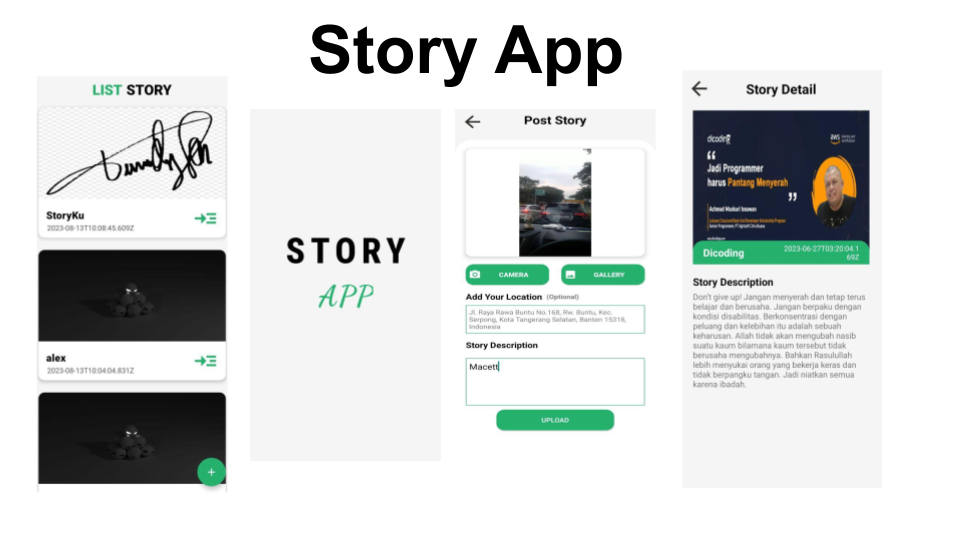 Story App
LIST STORY
StoryKu
2023-08-13T10:08:45.609Z
alex
2023-08-13T10:04:04.831Z
+
STORY
APP
Post Story
CAMERA
GALLERY
Add Your Location (Optional)
Jl. Raya Rawa Buntu No.168, Rw. Buntu, Kec.
Serpong, Kota Tangerang Selatan, Banten 15318,
Indonesia
Story Description
Macett
UPLOAD
Story Detail
dicoding
aws
“
Jadi Programmer
harus Pantang Menyerah
”
Dicoding
2023-06-27T03:20:04.1
69Z
Story Description
Don't give up! Jangan menyerah dan tetap terus
belajar dan berusaha. Jangan berpaku dengan
kondisi disabilitas. Berkonsentrasi dengan
peluang dan kelebihan itu adalah sebuah
keharusan. Allah tidak akan mengubah nasib
suatu kaum bilamana kaum tersebut tidak
berusaha mengubahnya. Bahkan Rasulullah
lebih menyukai orang yang bekerja keras dan
tidak berpangku tangan. Jadi niatkan semua
karena ibadah.